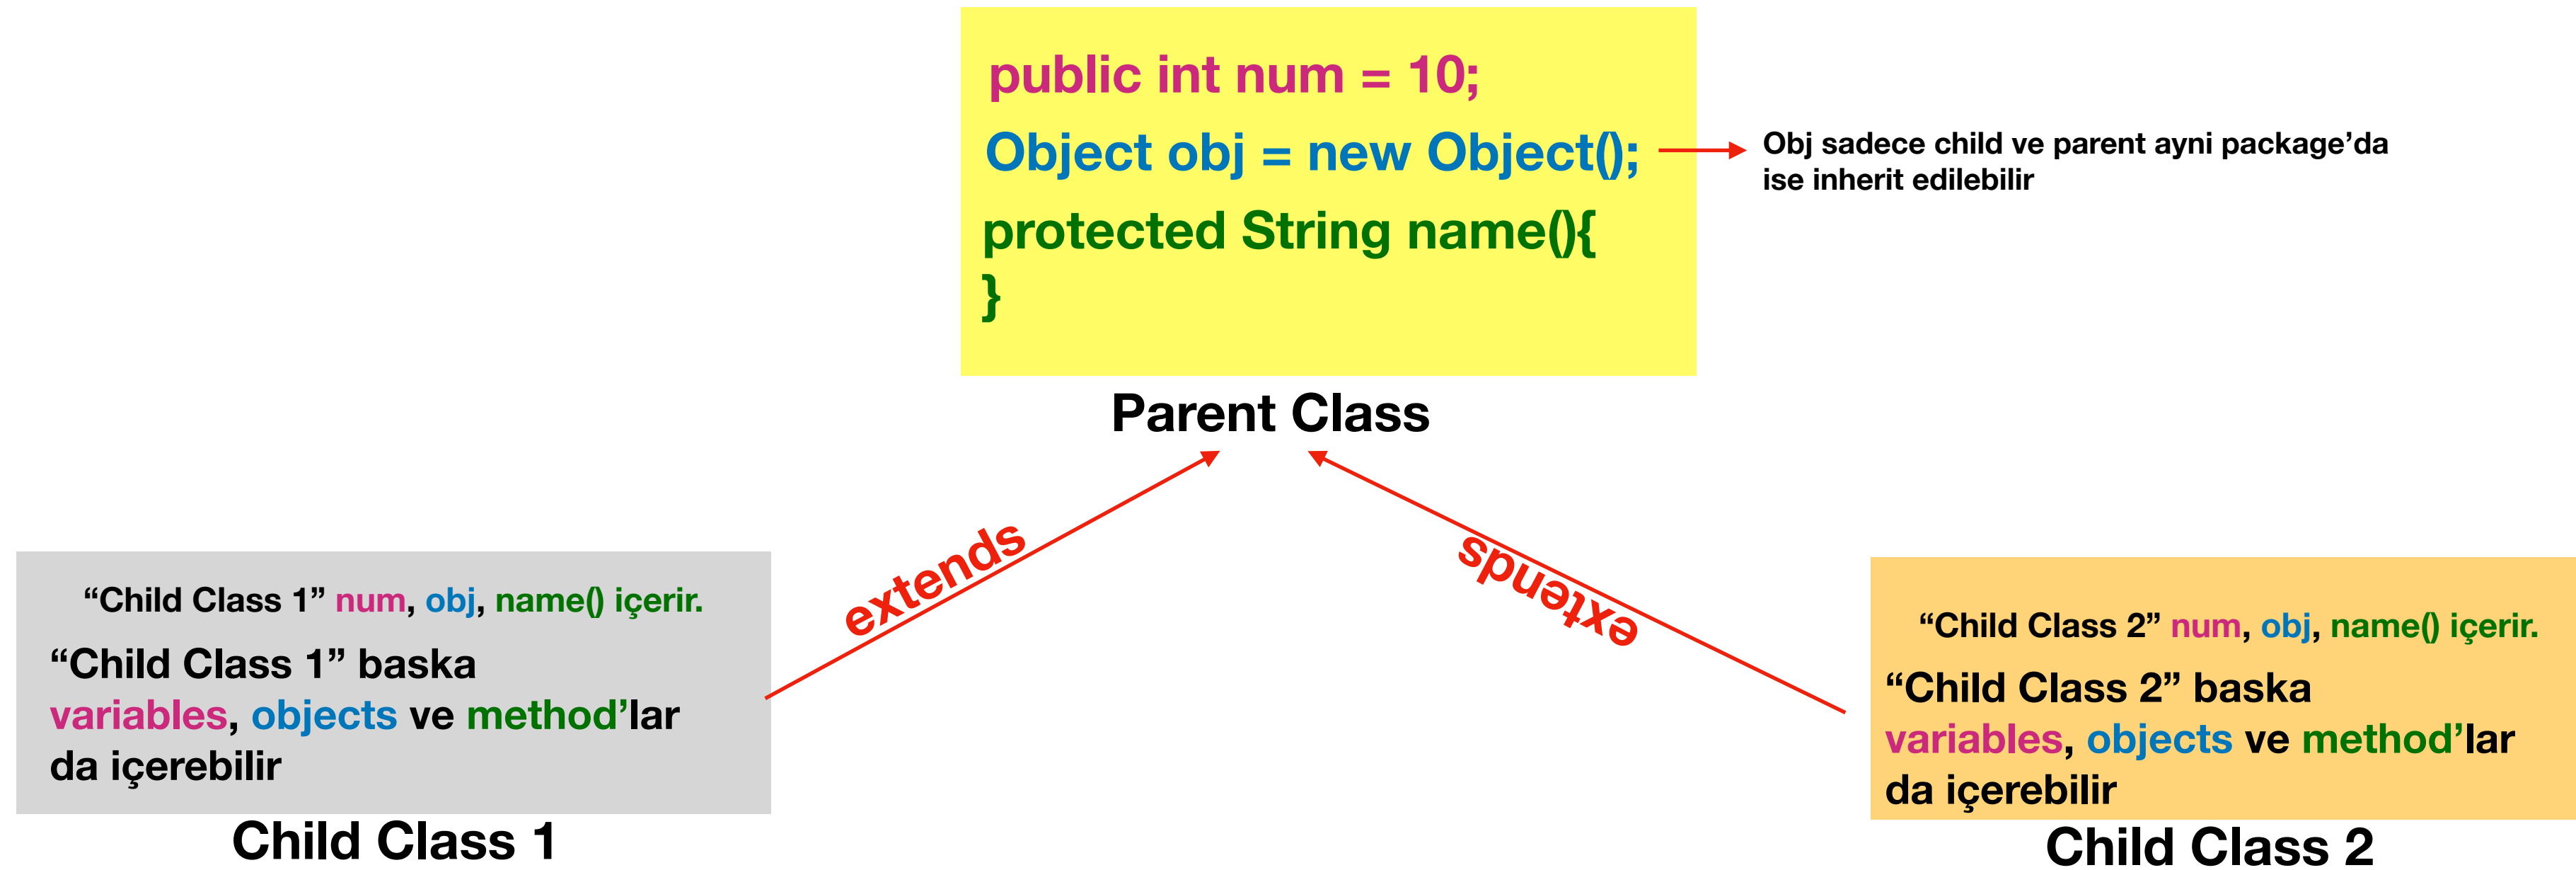 public int num = 10;
Object obj = new Object();
protected String name(){
}
Obj sadece child ve parent ayni package’da
ise inherit edilebilir
Parent Class
extends
extends
“Child Class 1” num, obj, name() içerir.
“Child Class 1” baska
variables, objects ve method’lar
da içerebilir
Child Class 1
“Child Class 2” num, obj, name() içerir.
“Child Class 2” baska
variables, objects ve method’lar
da içerebilir
Child Class 2